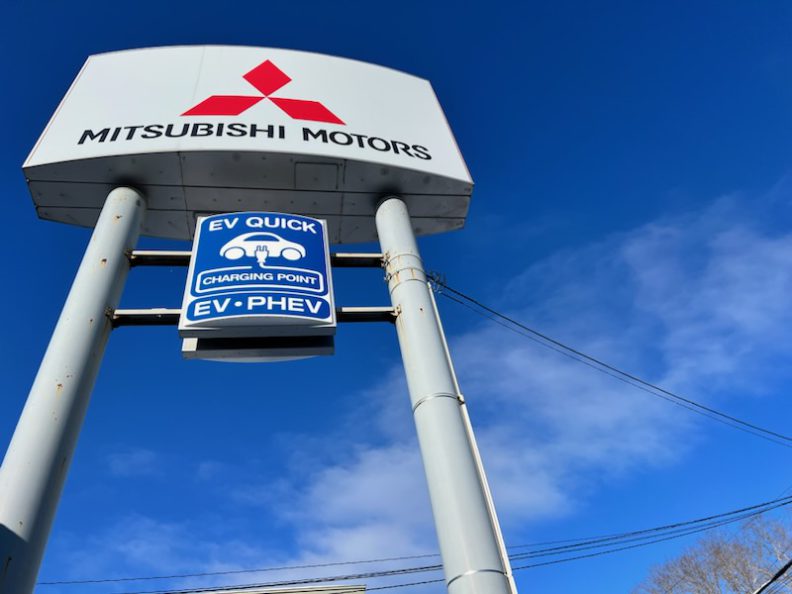 MITSUBISHI MOTORS
EV QUICK
CHARGING POINT
EV・PHEV